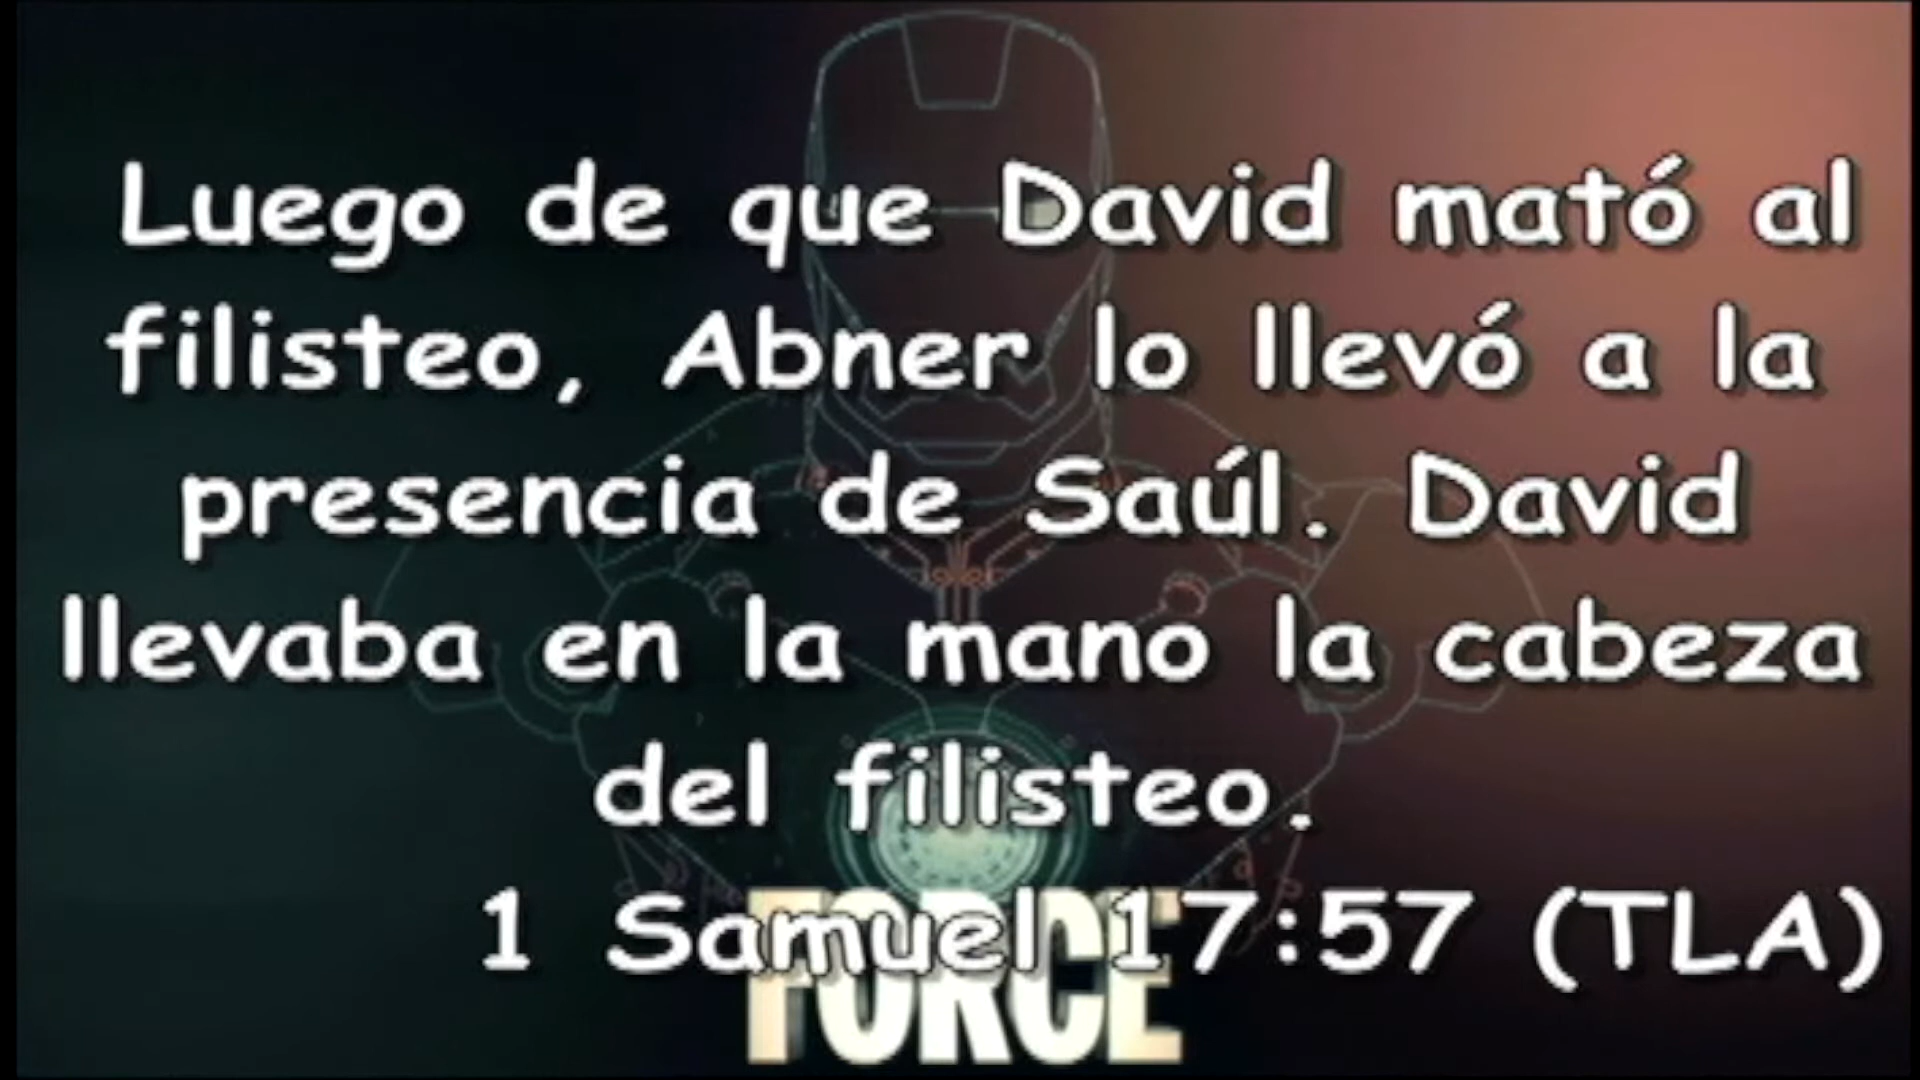 Luego de que David mató al
filisteo, Abner lo llevó a la
presencia de Saúl. David
llevaba en la mano la cabeza
del filisteo.
1 Samuel 17:57 (TLA)
FORCE